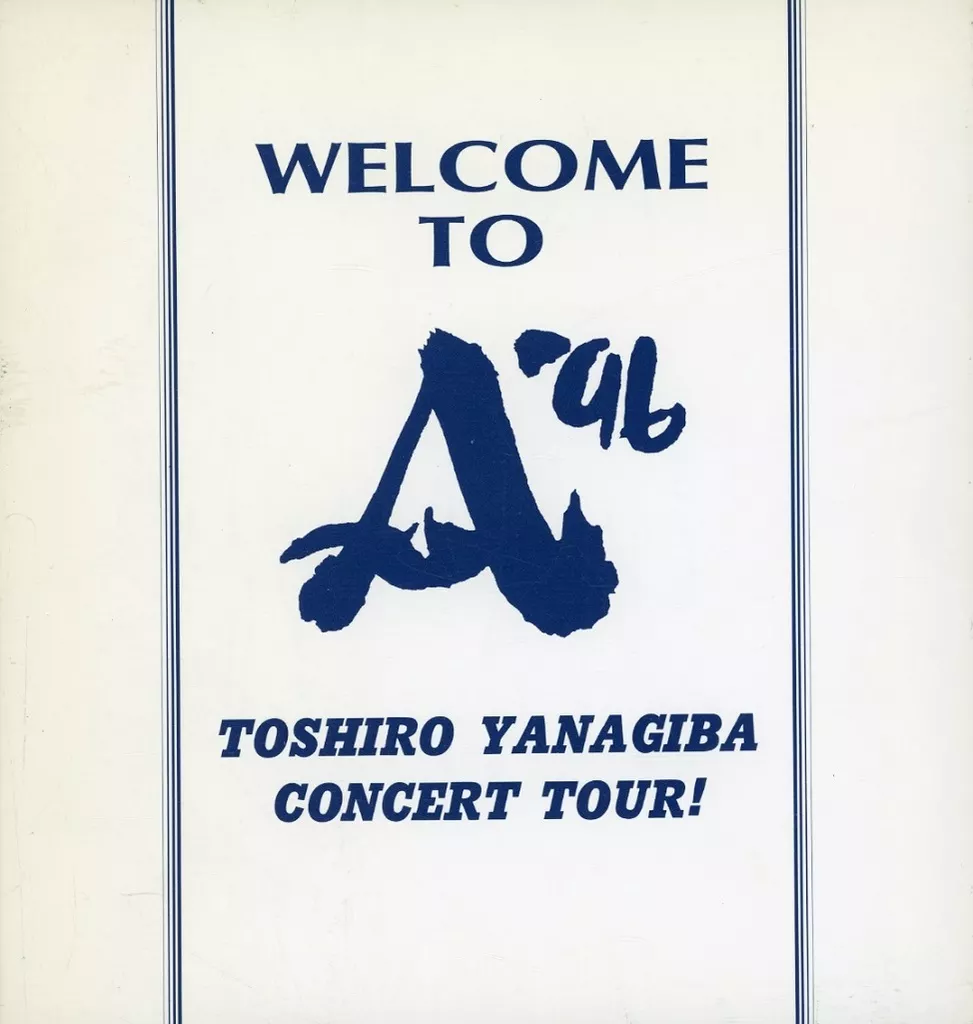 WELCOME
TO
A'96
TOSHIRO YANAGIBA
CONCERT TOUR!